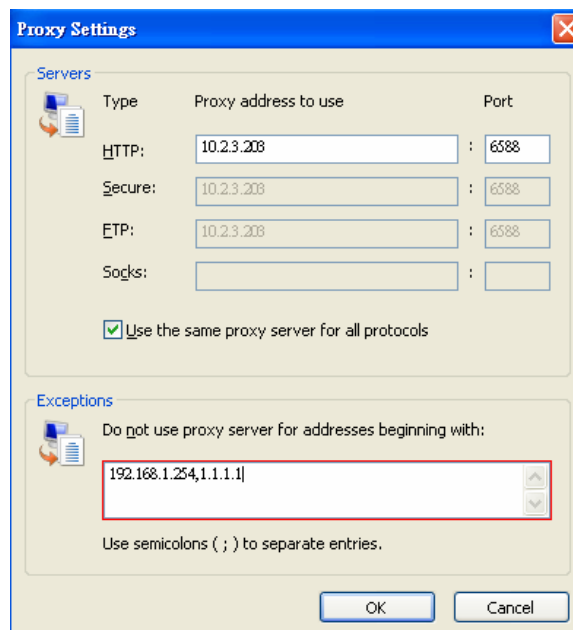 Proxy Settings
Servers
Type Proxy address to use Port
HTTP: 10.2.3.203 : 6588
Secure: 10.2.3.203 : 6588
FTP: 10.2.3.203 : 6588
Socks: :
Use the same proxy server for all protocols
Exceptions
Do not use proxy server for addresses beginning with:
192.168.1.254,1.1.1.1
Use semicolons ( ; ) to separate entries.
OK Cancel